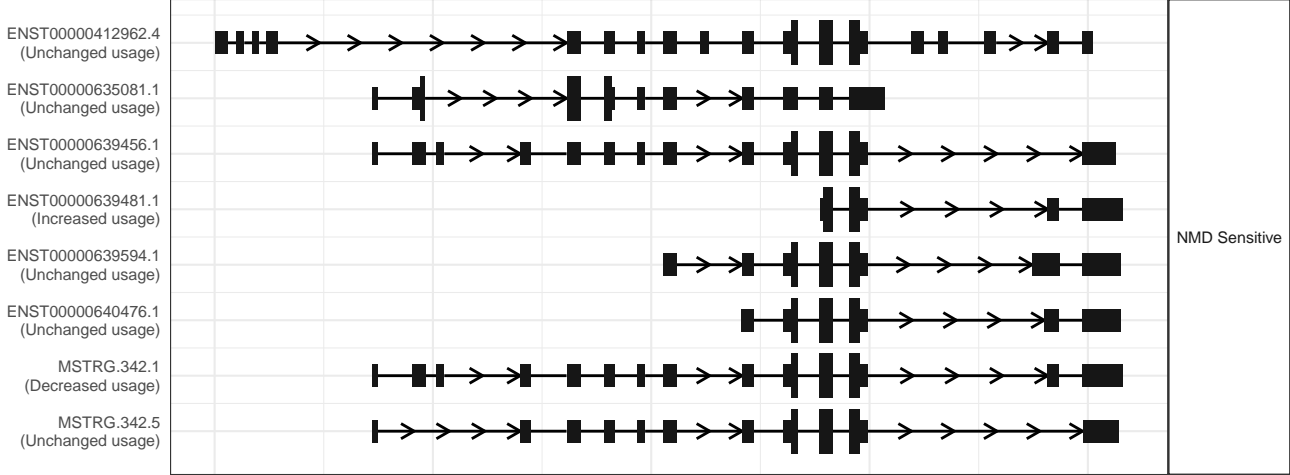 ENST00000412962.4
(Unchanged usage)
ENST00000635081.1
(Unchanged usage)
ENST00000639456.1
(Unchanged usage)
ENST00000639481.1
(Increased usage)
ENST00000639594.1
(Unchanged usage)
ENST00000640476.1
(Unchanged usage)
MSTRG.342.1
(Decreased usage)
MSTRG.342.5
(Unchanged usage)
NMD Sensitive